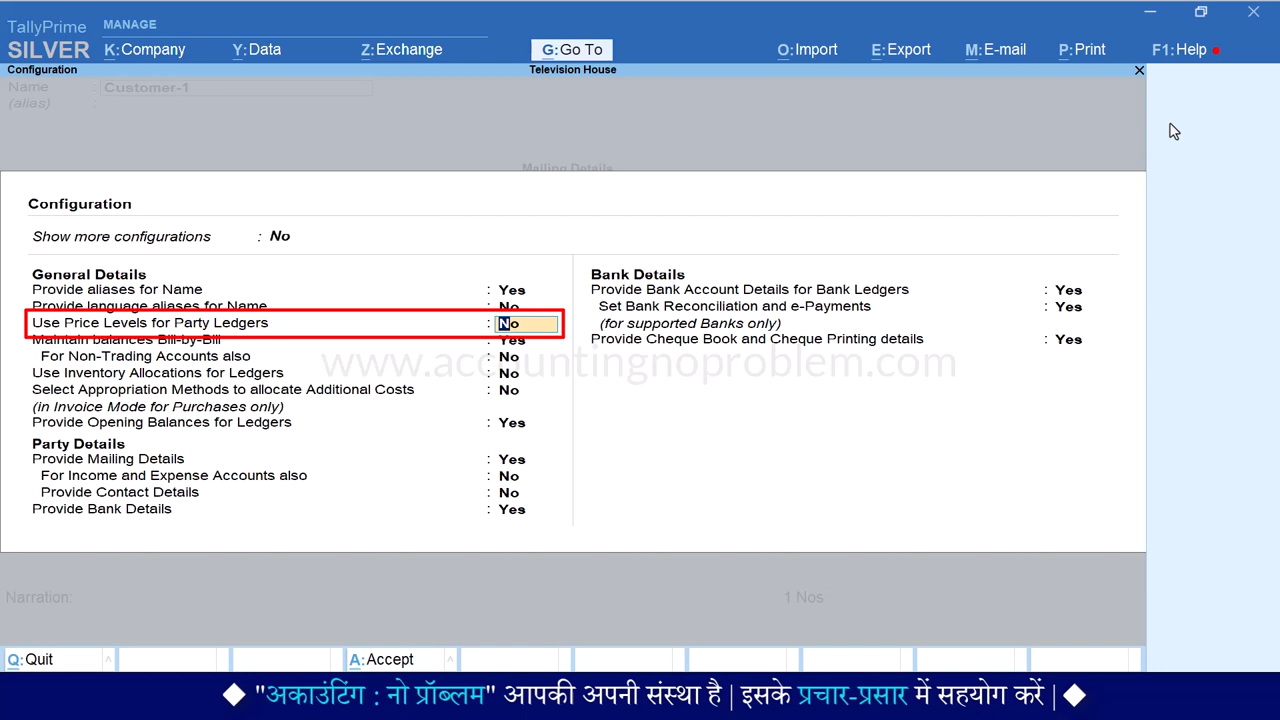 TallyPrime MANAGE
SILVER K:Company Y:Data Z:Exchange G:Go To O:Import E:Export M:E-mail P:Print F1:Help
Configuration Television House
Name : Customer-1
(alias) :
Mailing Details
Configuration
Show more configurations : No
General Details
Provide aliases for Name : Yes
Provide language aliases for Name : No
Use Price Levels for Party Ledgers : No
Maintain balances Bill-by-Bill : Yes
For Non-Trading Accounts also : No
Use Inventory Allocations for Ledgers : No
Select Appropriation Methods to allocate Additional Costs : No
(in Invoice Mode for Purchases only)
Provide Opening Balances for Ledgers : Yes
Party Details
Provide Mailing Details : Yes
For Income and Expense Accounts also : No
Provide Contact Details : No
Provide Bank Details : Yes
Bank Details
Provide Bank Account Details for Bank Ledgers : Yes
Set Bank Reconciliation and e-Payments : Yes
(for supported Banks only)
Provide Cheque Book and Cheque Printing details : Yes
www.accountingnoproblem.com
Narration: 1 Nos
Q:Quit A:Accept
◆ "अकाउंटिंग : नो प्रॉब्लम" आपकी अपनी संस्था है | इसके प्रचार-प्रसार में सहयोग करें | ◆